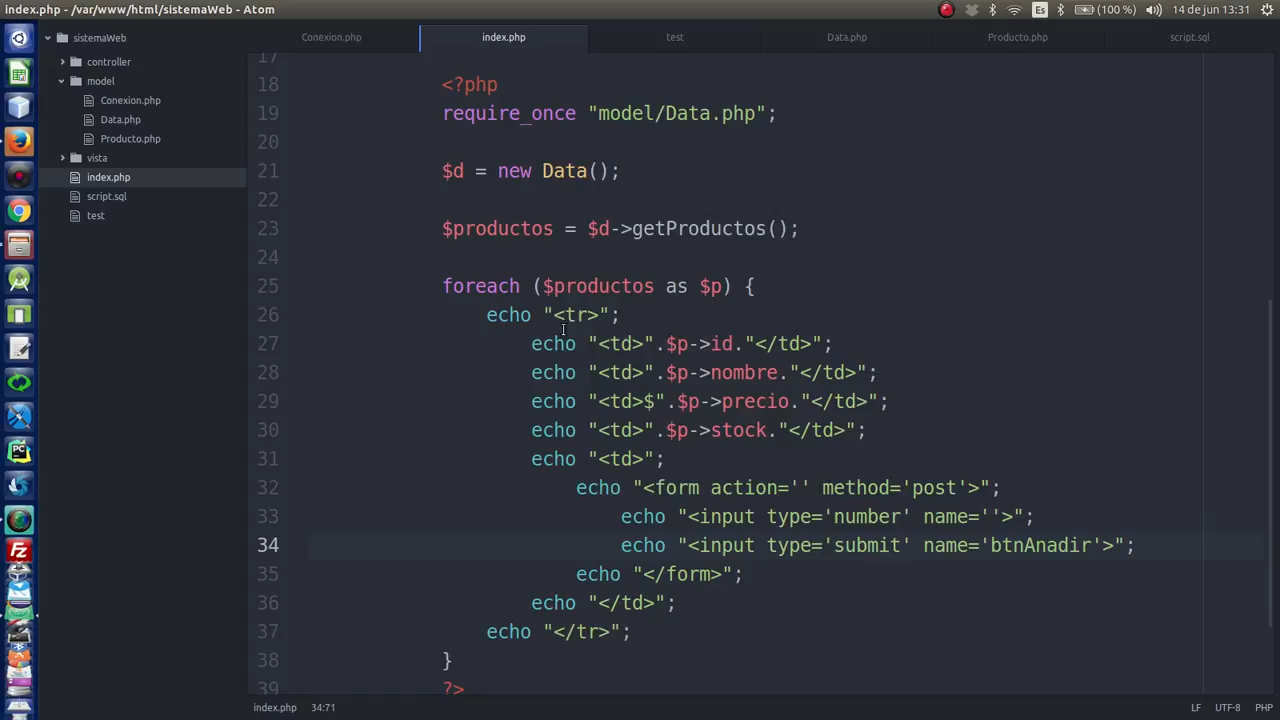 index.php - /var/www/html/sistemaWeb - Atom
Es
(100 %)
14 de jun 13:31
sistemaWeb
controller
model
Conexion.php
Data.php
Producto.php
vista
index.php
script.sql
test
Conexion.php
index.php
test
Data.php
Producto.php
script.sql
17
18 <?php
19 require_once "model/Data.php";
20
21 $d = new Data();
22
23 $productos = $d->getProductos();
24
25 foreach ($productos as $p) {
26 echo "<tr>";
27 echo "<td>".$p->id."</td>";
28 echo "<td>".$p->nombre."</td>";
29 echo "<td>$".$p->precio."</td>";
30 echo "<td>".$p->stock."</td>";
31 echo "<td>";
32 echo "<form action='' method='post'>";
33 echo "<input type='number' name=''>";
34 echo "<input type='submit' name='btnAnadir'>";
35 echo "</form>";
36 echo "</td>";
37 echo "</tr>";
38 }
39 ?>
index.php 34:71
LF
UTF-8
PHP
PC
FZ